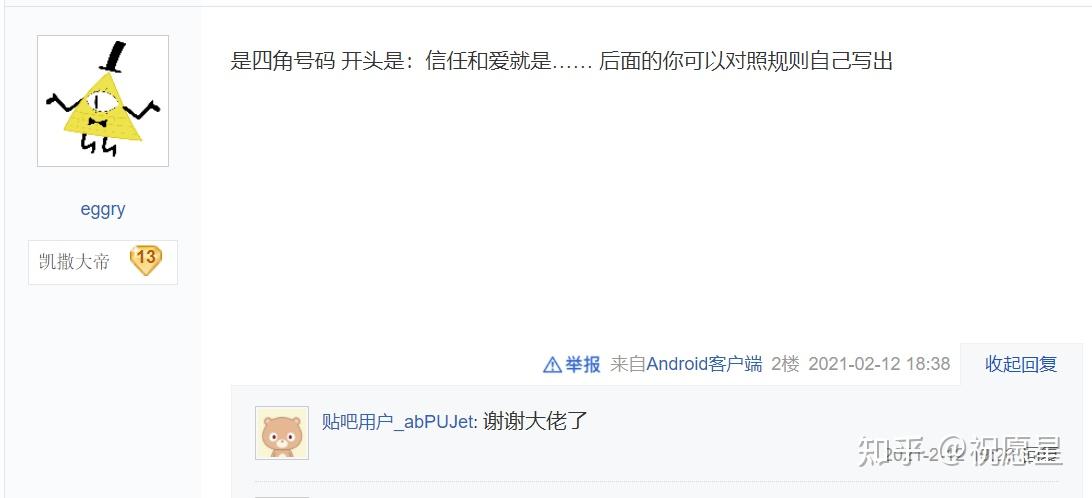 是四角号码 开头是：信任和爱就是…… 后面的你可以对照规则自己写出
eggry
凯撒大帝 13
举报 来自Android客户端 2楼 2021-02-12 18:38 收起回复
贴吧用户_abPUJet: 谢谢大佬了
知乎 @祝愿星